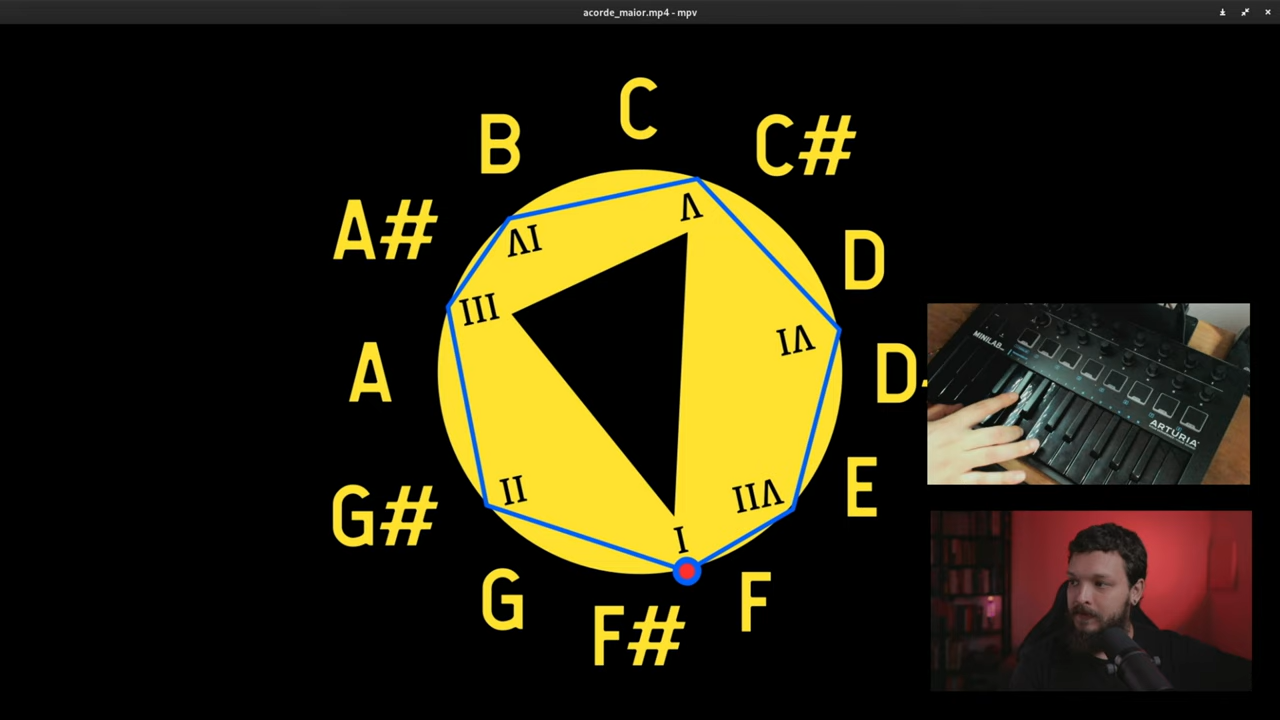 acorde_maior.mp4 - mpv
C
B
C#
A#
D
A
D
G#
E
G
F
F#
V
IV
III
VI
II
VII
I
MINILAB
ARTURIA